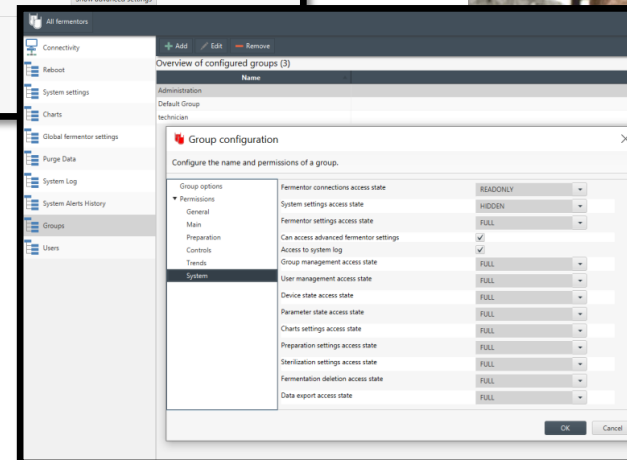 Show advanced settings
All fermentors
Connectivity
Reboot
System settings
Charts
Global fermentor settings
Purge Data
System Log
System Alerts History
Groups
Users
Add Edit Remove
Overview of configured groups (3)
Name
Administration
Default Group
technician
Group configuration
Configure the name and permissions of a group.
Group options
Permissions
General
Main
Preparation
Controls
Trends
System
Fermentor connections access state READONLY
System settings access state HIDDEN
Fermentor settings access state FULL
Can access advanced fermentor settings
Access to system log
Group management access state FULL
User management access state FULL
Device state access state FULL
Parameter state access state FULL
Charts settings access state FULL
Preparation settings access state FULL
Sterilization settings access state FULL
Fermentation deletion access state FULL
Data export access state FULL
OK Cancel